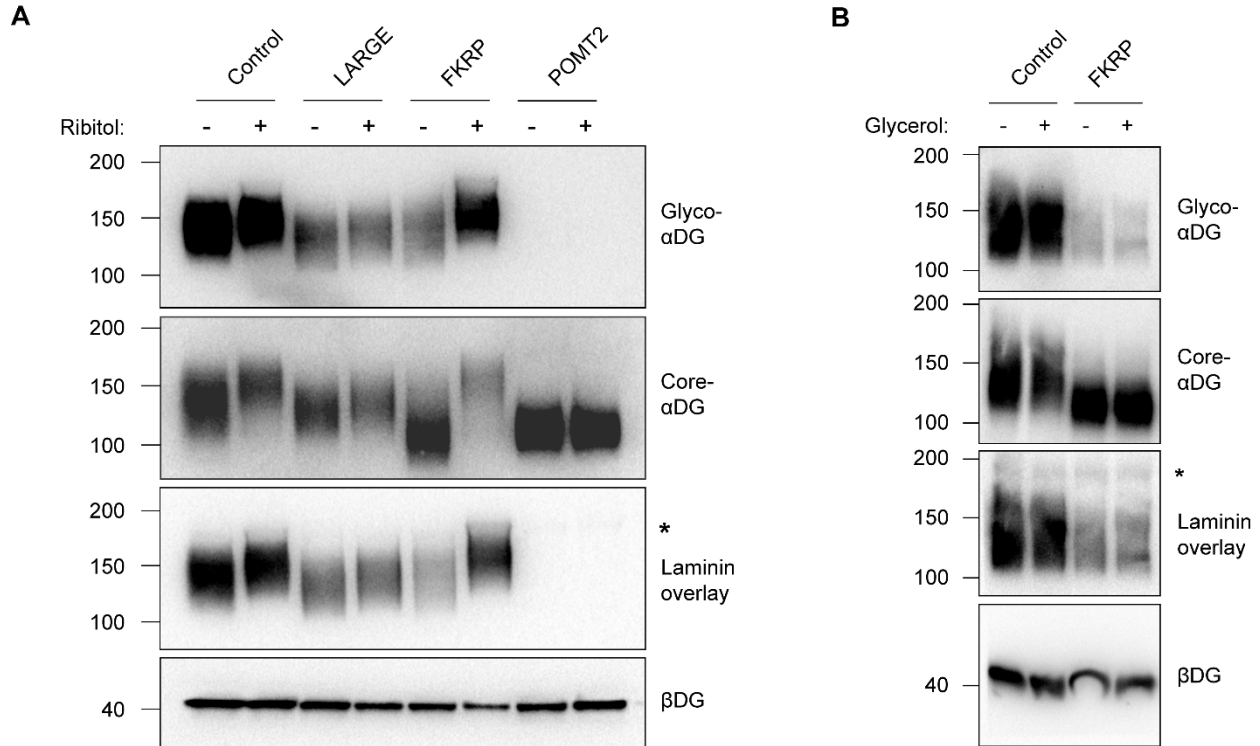 A
Control LARGE FKRP POMT2
Ribitol: - + - + - + - +
200
150
100
Glyco-
αDG
200
150
100
Core-
αDG
200
150
100
*
Laminin
overlay
40
βDG
B
Control FKRP
Glycerol: - + - +
200
150
100
Glyco-
αDG
200
150
100
Core-
αDG
200
150
100
*
Laminin
overlay
40
βDG